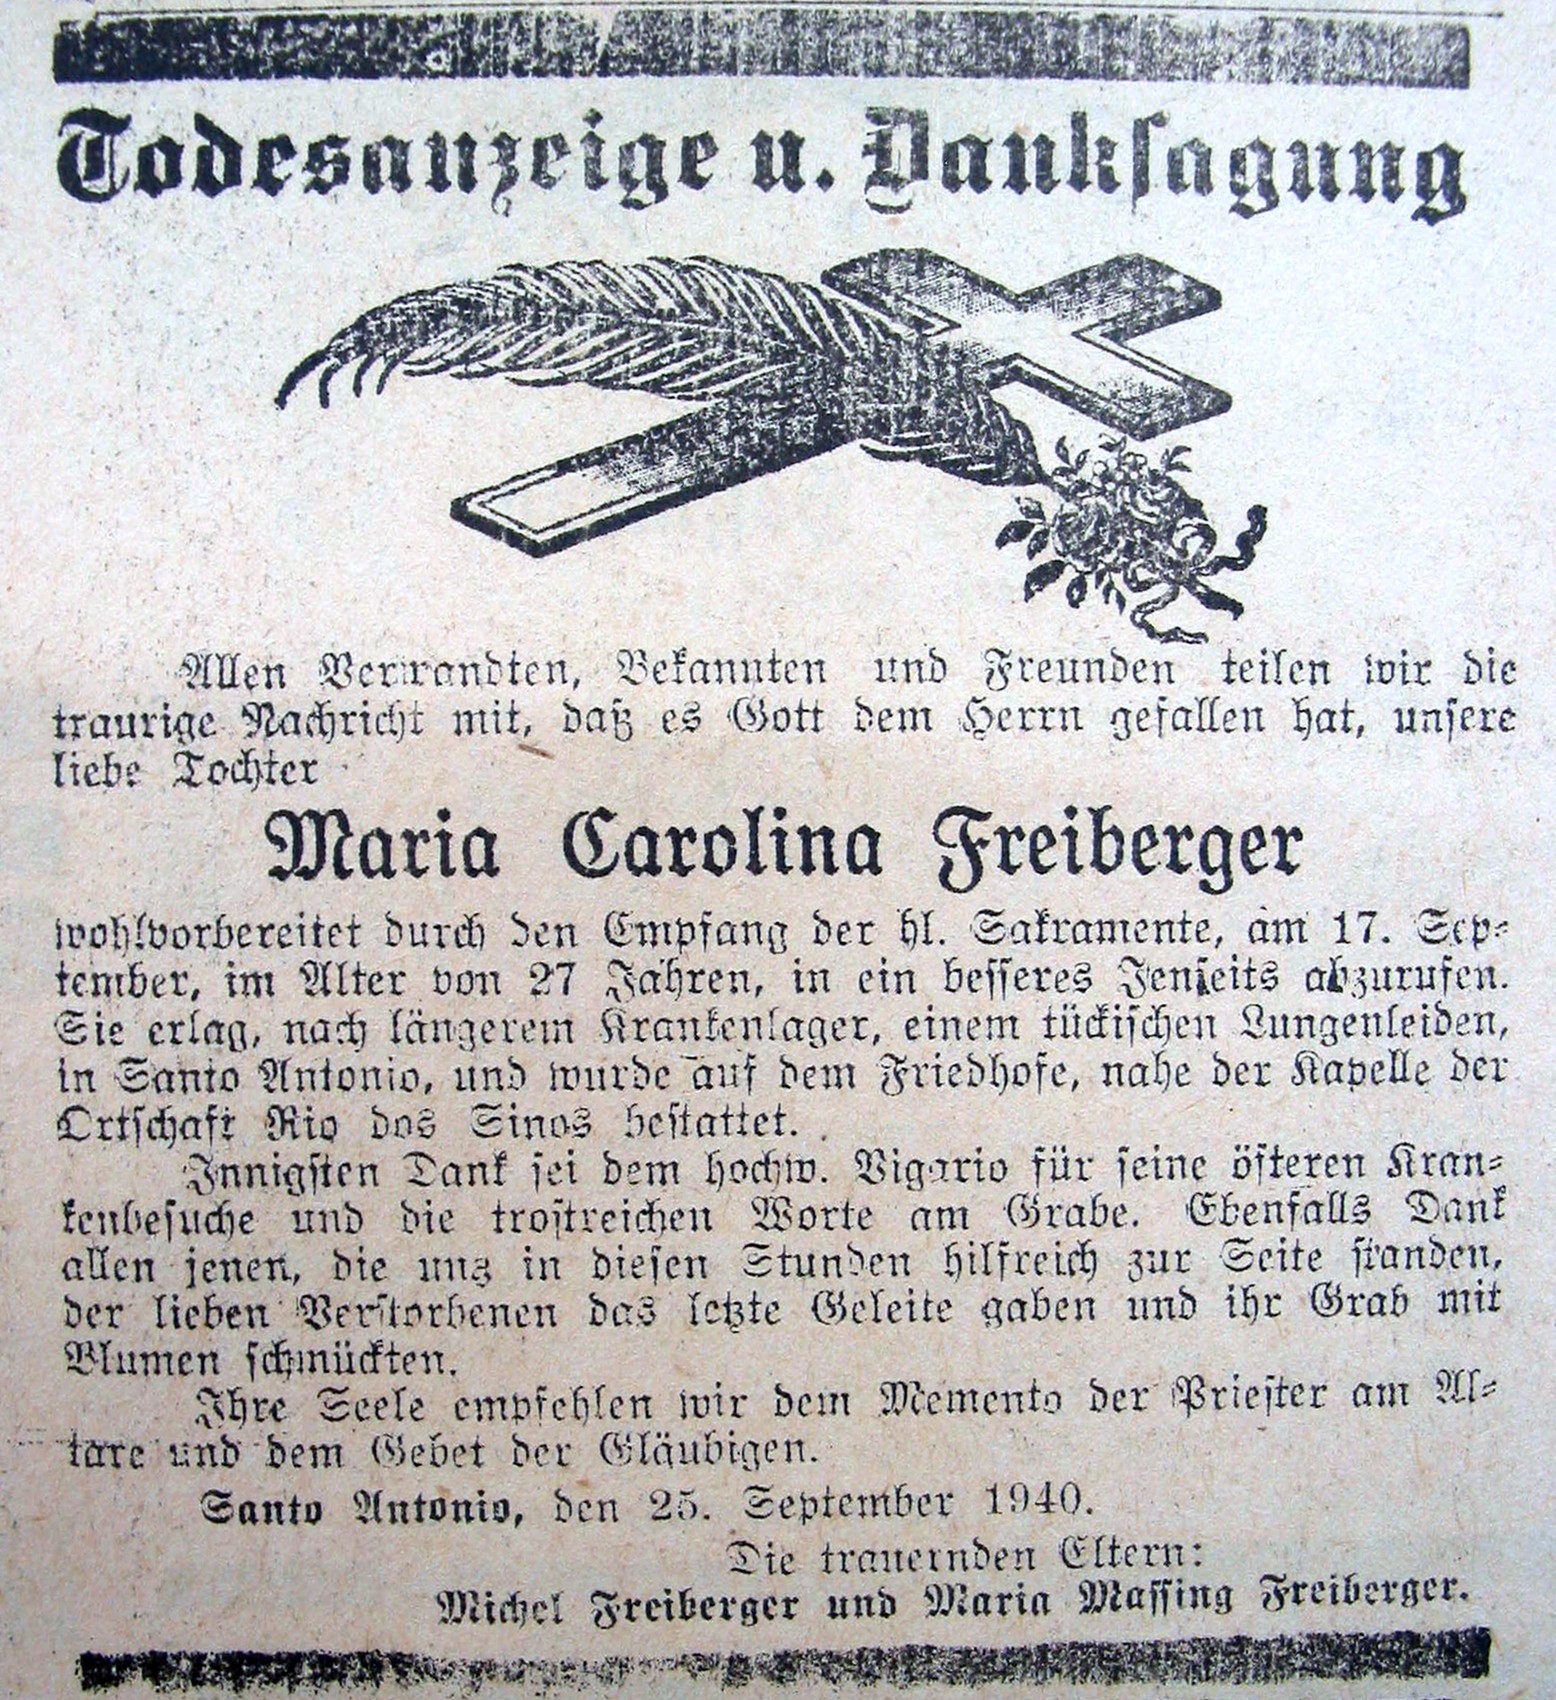 Todesanzeige u. Danksagung
Allen Verwandten, Bekannten und Freunden teilen wir die
traurige Nachricht mit, daß es Gott dem Herrn gefallen hat, unsere
liebe Tochter
Maria Carolina Freiberger
wohlvorbereitet durch den Empfang der hl. Sakramente, am 17. Sep-
tember, im Alter von 27 Jahren, in ein besseres Jenseits abzurufen.
Sie erlag, nach längerem Krankenlager, einem tückischen Lungenleiden,
in Santo Antonio, und wurde auf dem Friedhofe, nahe der Kapelle der
Ortschaft Rio dos Sinos bestattet.
Innigsten Dank sei dem hochw. Vigario für seine öfteren Kran-
kenbesuche und die trostreichen Worte am Grabe. Ebenfalls Dank
allen jenen, die uns in diesen Stunden hilfreich zur Seite standen,
der lieben Verstorbenen das letzte Geleite gaben und ihr Grab mit
Blumen schmückten.
Ihre Seele empfehlen wir dem Memento der Priester am Al-
tare und dem Gebet der Gläubigen.
Santo Antonio, den 25. September 1940.
Die trauernden Eltern:
Michel Freiberger und Maria Massing Freiberger.